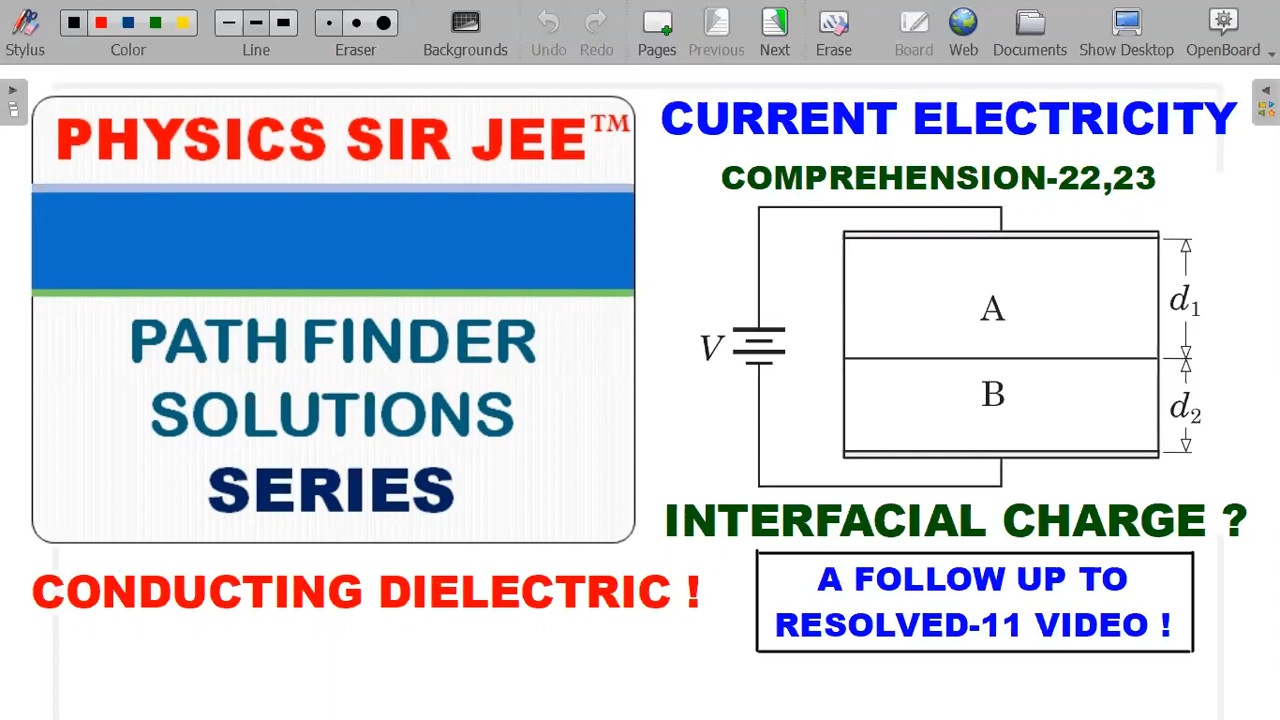 Stylus
Color
Line
Eraser
Backgrounds
Undo
Redo
Pages
Previous
Next
Erase
Board
Web
Documents
Show Desktop
OpenBoard
PHYSICS SIR JEE™
PATH FINDER
SOLUTIONS
SERIES
CONDUCTING DIELECTRIC !
CURRENT ELECTRICITY
COMPREHENSION-22,23
V
A
B
d₁
d₂
INTERFACIAL CHARGE ?
A FOLLOW UP TO
RESOLVED-11 VIDEO !